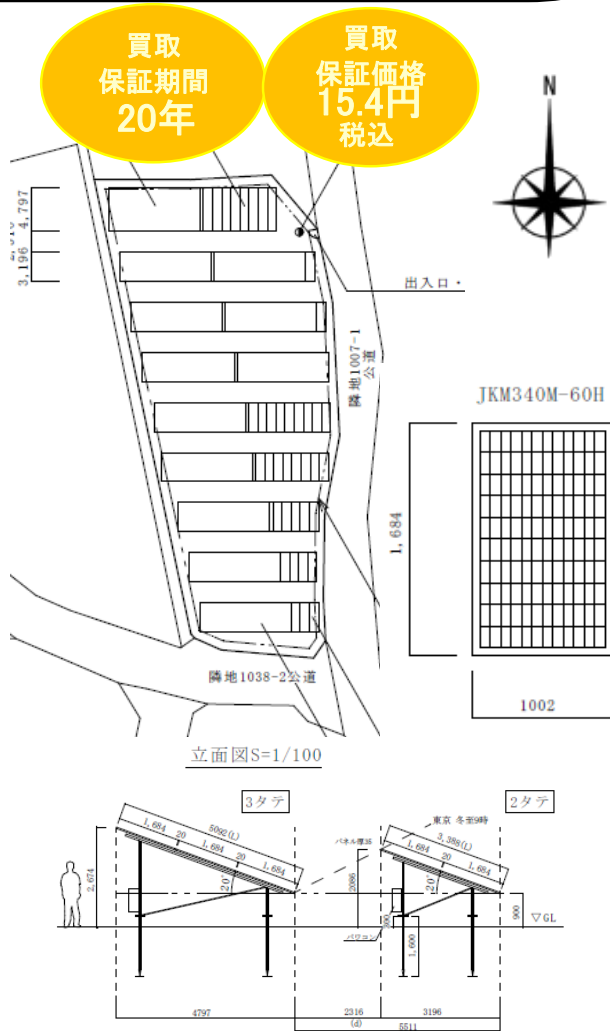 買取
保証期間
20年
買取
保証価格
15.4円
税込
N
4,797
3,196
出入口・
隣地1007-1
公道
JKM340M-60H
1,684
1002
隣地1038-2公道
立面図S=1/100
3タテ
2タテ
東京 冬至9時
5092(L)
1,684
20
1,684
20
1,684
20°
2,674
パネル厚35
3,388(L)
1,684
20
1,684
20°
2086
900
パワコン
1,600
900
▽GL
4797
2316
3196
(d)
5511